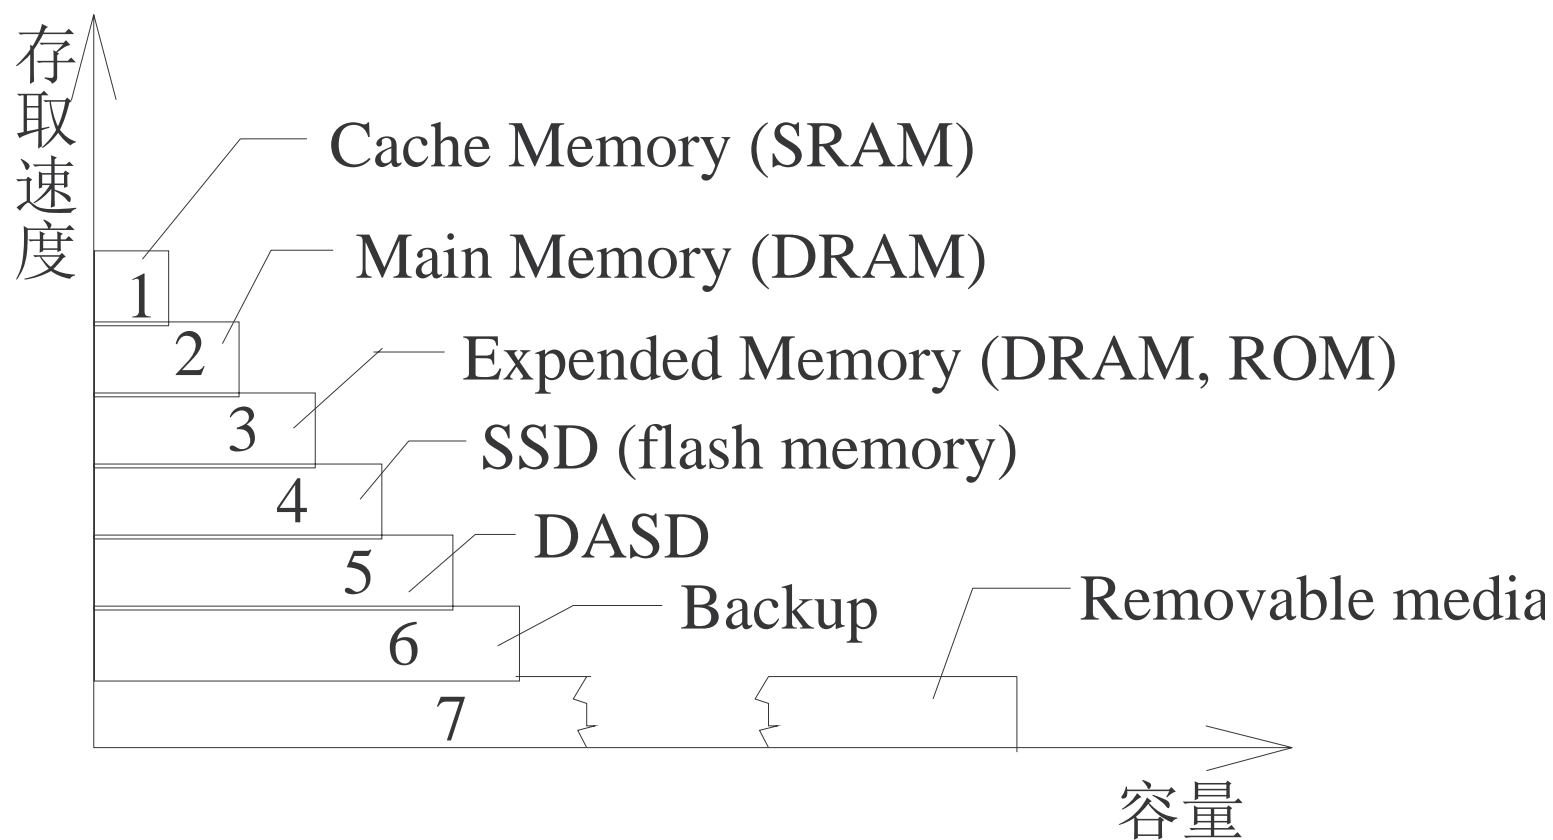 存取速度
Cache Memory (SRAM)
1
Main Memory (DRAM)
2
Expended Memory (DRAM, ROM)
3
SSD (flash memory)
4
DASD
5
Backup
6
Removable media
7
容量